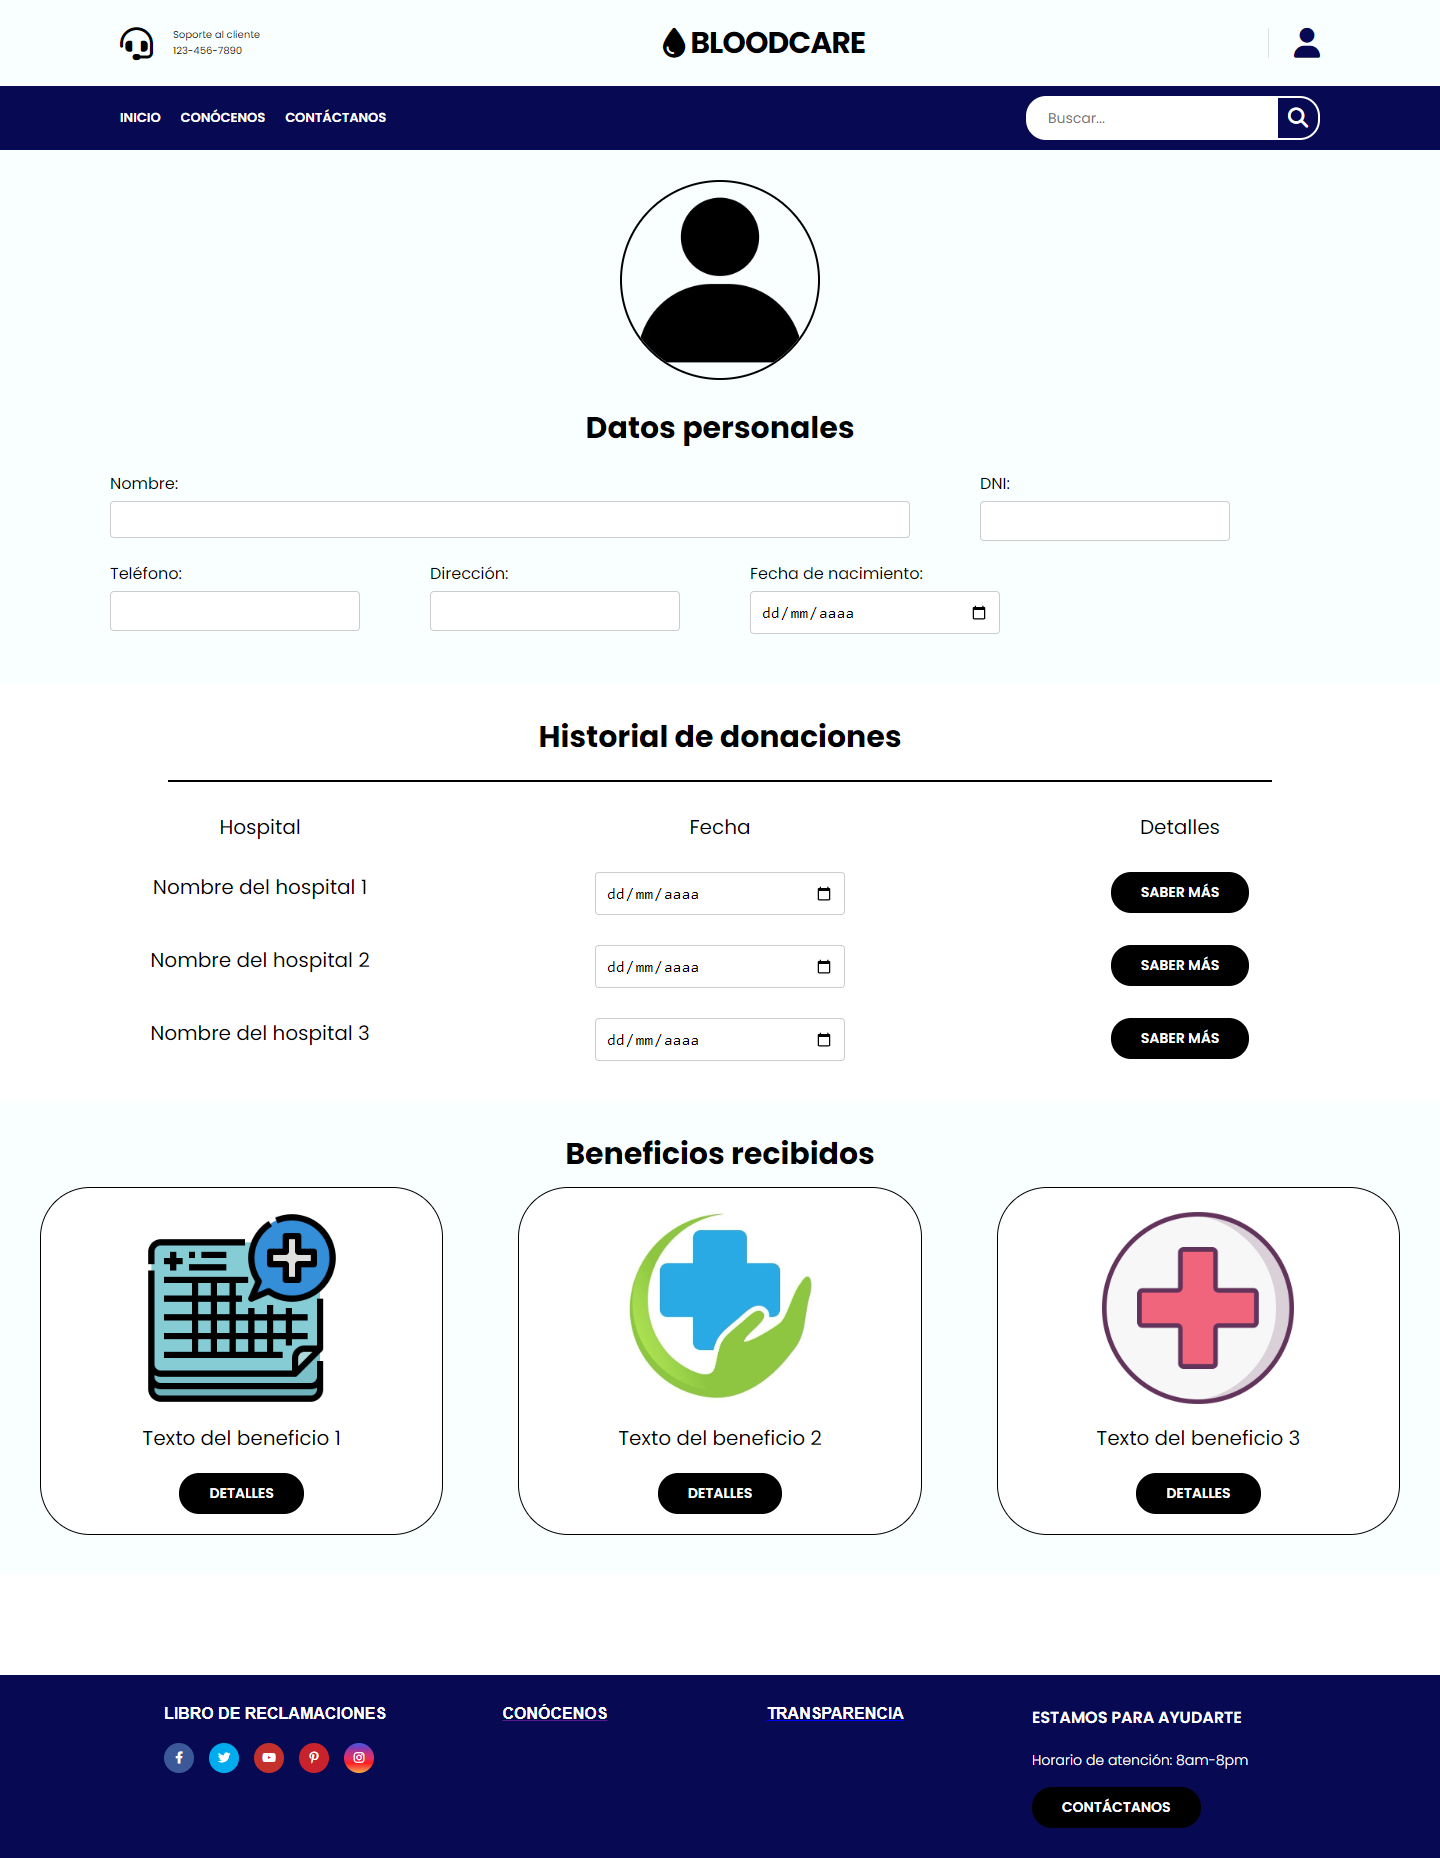 Soporte al cliente
123-456-7890
BLOODCARE
INICIO CONÓCENOS CONTÁCTANOS
Buscar...
Datos personales
Nombre: DNI:
Teléfono: Dirección: Fecha de nacimiento:
dd/mm/aaaa
Historial de donaciones
Hospital Fecha Detalles
Nombre del hospital 1 dd/mm/aaaa SABER MÁS
Nombre del hospital 2 dd/mm/aaaa SABER MÁS
Nombre del hospital 3 dd/mm/aaaa SABER MÁS
Beneficios recibidos
Texto del beneficio 1 Texto del beneficio 2 Texto del beneficio 3
DETALLES DETALLES DETALLES
LIBRO DE RECLAMACIONES CONÓCENOS TRANSPARENCIA ESTAMOS PARA AYUDARTE
Horario de atención: 8am-8pm
CONTÁCTANOS